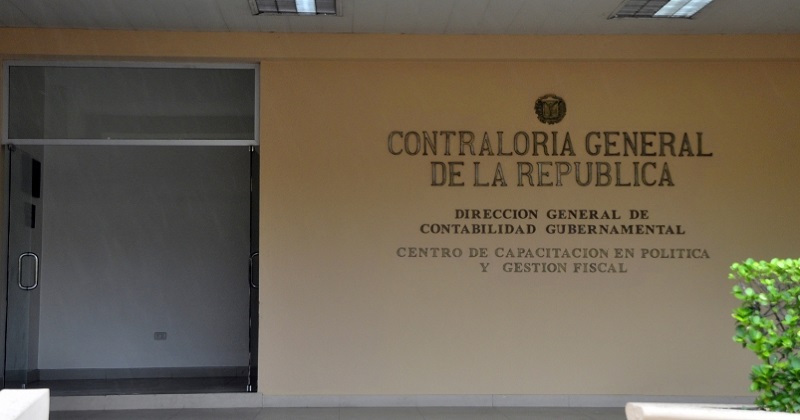 CONTRALORIA GENERAL
DE LA REPUBLICA
DIRECCION GENERAL DE
CONTABILIDAD GUBERNAMENTAL
CENTRO DE CAPACITACION EN POLITICA
Y GESTION FISCAL